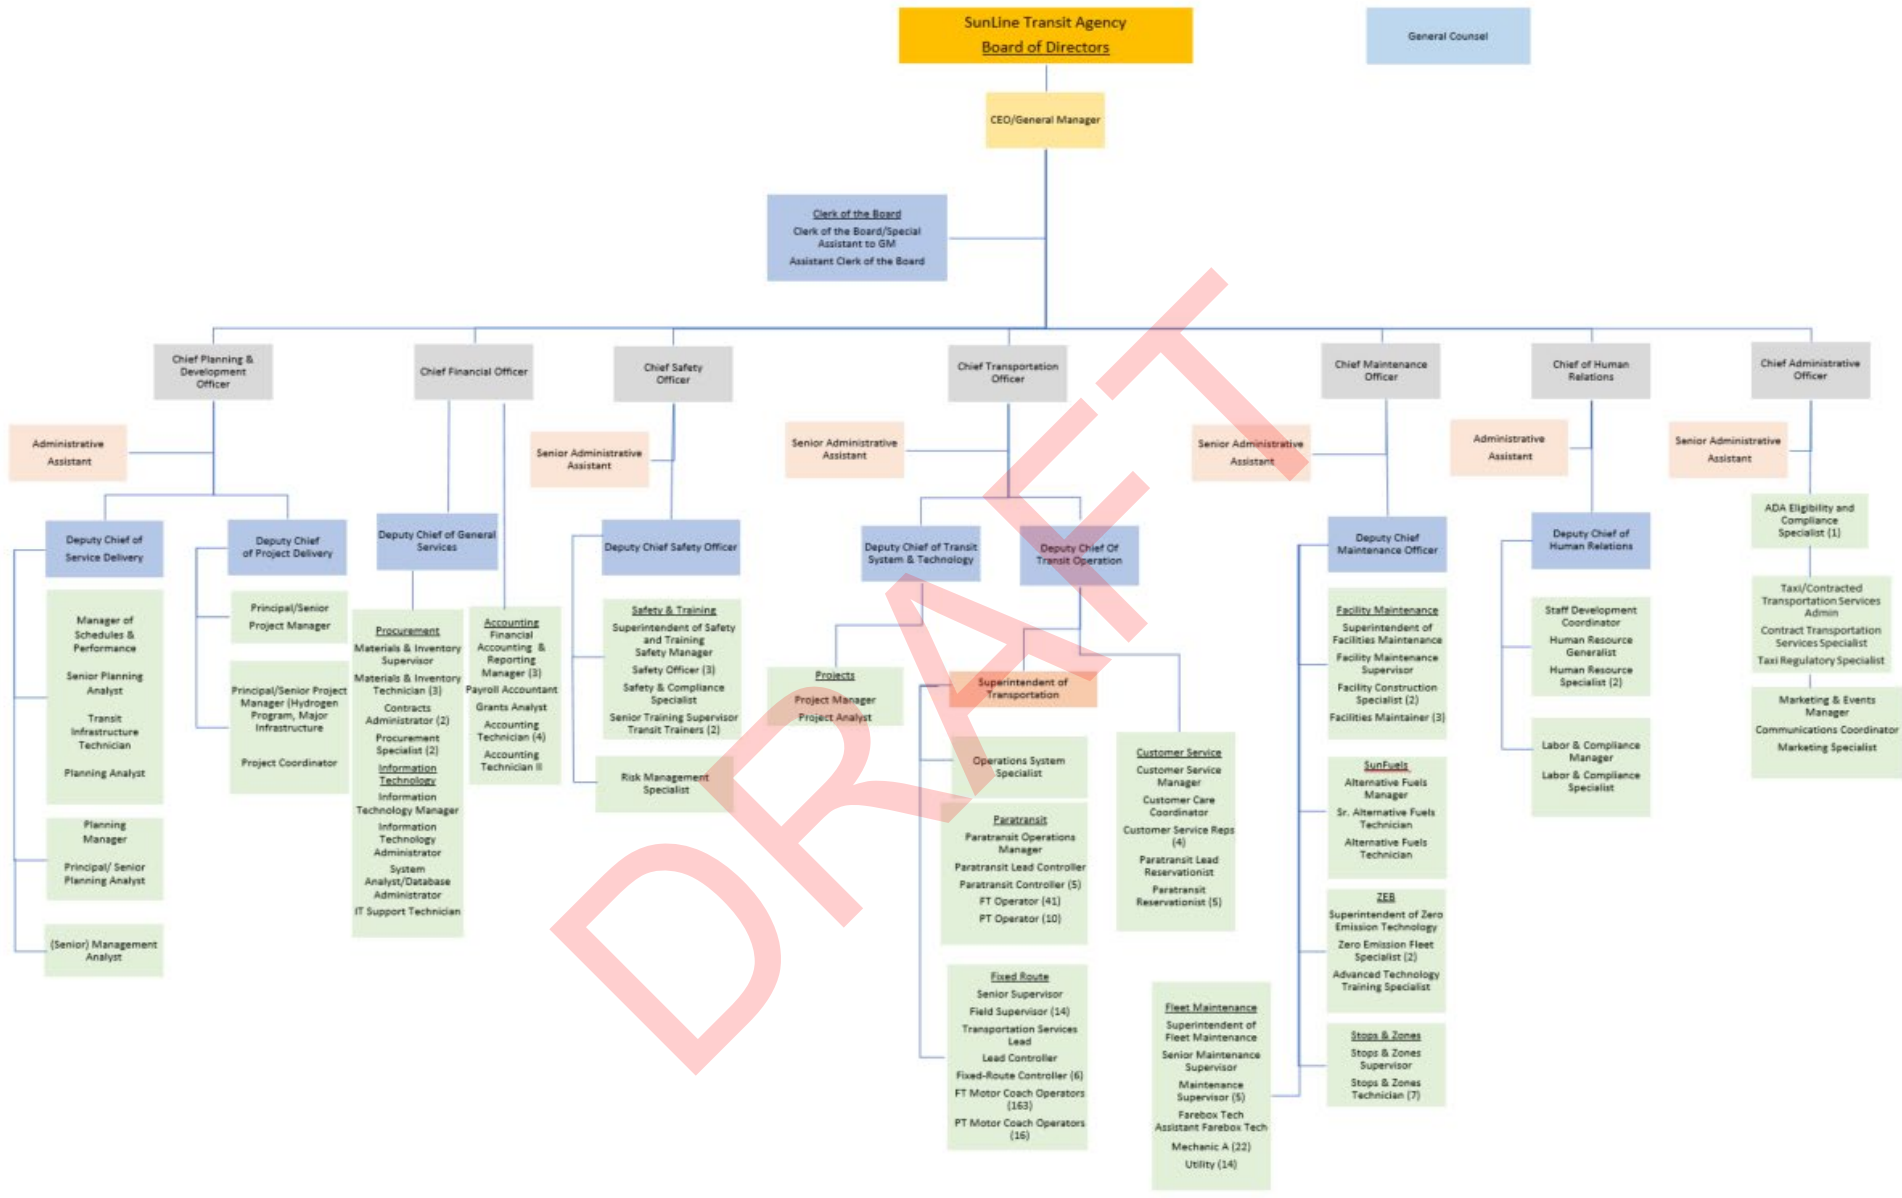 SunLine Transit Agency
Board of Directors
General Counsel
CEO/General Manager
Clerk of the Board
Clerk of the Board/Special
Assistant to GM
Assistant Clerk of the Board
Chief Planning &
Development
Officer
Chief Financial Officer
Chief Safety
Officer
Chief Transportation
Officer
Chief Maintenance
Officer
Chief of Human
Relations
Chief Administrative
Officer
Administrative
Assistant
Senior Administrative
Assistant
Senior Administrative
Assistant
Senior Administrative
Assistant
Administrative
Assistant
Senior Administrative
Assistant
Deputy Chief of
Service Delivery
Manager of
Schedules &
Performance
Senior Planning
Analyst
Transit
Infrastructure
Technician
Planning Analyst
Planning
Manager
Principal/ Senior
Planning Analyst
(Senior) Management
Analyst
Deputy Chief
of Project Delivery
Principal/Senior
Project Manager
Principal/Senior Project
Manager (Hydrogen
Program, Major
Infrastructure
Project Coordinator
Deputy Chief of General
Services
Procurement
Materials & Inventory
Supervisor
Materials & Inventory
Technician (3)
Contracts
Administrator (2)
Procurement
Specialist (2)
Information
Technology
Information
Technology Manager
Information
Technology
Administrator
System
Analyst/Database
Administrator
IT Support Technician
Accounting
Financial
Accounting &
Reporting
Manager (3)
Payroll Accountant
Grants Analyst
Accounting
Technician (4)
Accounting
Technician II
Deputy Chief Safety Officer
Safety & Training
Superintendent of Safety
and Training
Safety Manager
Safety Officer (3)
Safety & Compliance
Specialist
Senior Training Supervisor
Transit Trainers (2)
Risk Management
Specialist
Deputy Chief of Transit
System & Technology
Projects
Project Manager
Project Analyst
Deputy Chief Of
Transit Operation
Superintendent of
Transportation
Operations System
Specialist
Paratransit
Paratransit Operations
Manager
Paratransit Lead Controller
Paratransit Controller (5)
FT Operator (41)
PT Operator (10)
Fixed Route
Senior Supervisor
Field Supervisor (14)
Transportation Services
Lead
Lead Controller
Fixed-Route Controller (6)
FT Motor Coach Operators
(163)
PT Motor Coach Operators
(16)
Customer Service
Customer Service
Manager
Customer Care
Coordinator
Customer Service Reps
(4)
Paratransit Lead
Reservationist
Paratransit
Reservationist (5)
Deputy Chief
Maintenance Officer
Facility Maintenance
Superintendent of
Facilities Maintenance
Facility Maintenance
Supervisor
Facility Construction
Specialist (2)
Facilities Maintainer (3)
SunFuels
Alternative Fuels
Manager
Sr. Alternative Fuels
Technician
Alternative Fuels
Technician
ZEB
Superintendent of Zero
Emission Technology
Zero Emission Fleet
Specialist (2)
Advanced Technology
Training Specialist
Stops & Zones
Stops & Zones
Supervisor
Stops & Zones
Technician (7)
Fleet Maintenance
Superintendent of
Fleet Maintenance
Senior Maintenance
Supervisor
Maintenance
Supervisor (5)
Farebox Tech
Assistant Farebox Tech
Mechanic A (22)
Utility (14)
Deputy Chief of
Human Relations
Staff Development
Coordinator
Human Resource
Generalist
Human Resource
Specialist (2)
Labor & Compliance
Manager
Labor & Compliance
Specialist
ADA Eligibility and
Compliance
Specialist (1)
Taxi/Contracted
Transportation Services
Admin
Contract Transportation
Services Specialist
Taxi Regulatory Specialist
Marketing & Events
Manager
Communications Coordinator
Marketing Specialist
DRAFT